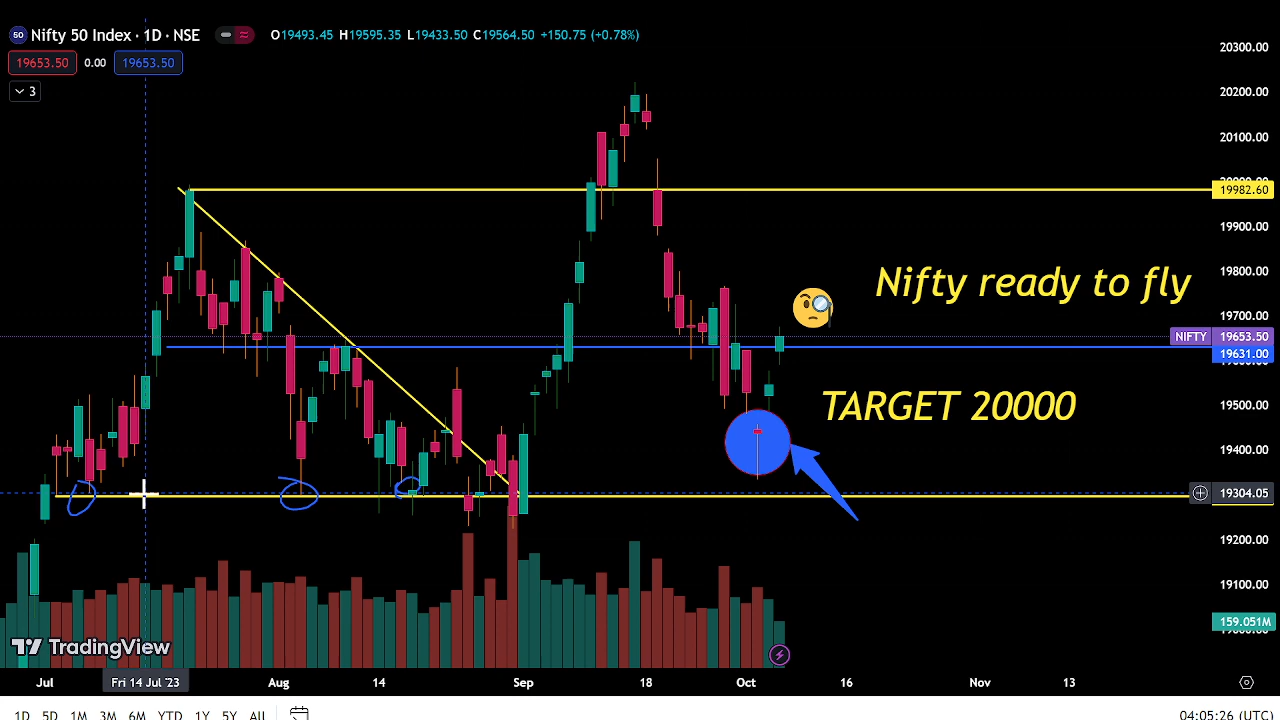 50 Nifty 50 Index · 1D · NSE O19493.45 H19595.35 L19433.50 C19564.50 +150.75 (+0.78%)
19653.50 0.00 19653.50
3
20300.00
20200.00
20100.00
19982.60
19900.00
Nifty ready to fly
19800.00
19700.00
NIFTY 19653.50
19631.00
TARGET 20000
19500.00
19400.00
19304.05
19200.00
19100.00
159.051M
TradingView
Jul Fri 14 Jul '23 Aug 14 Sep 18 Oct 16 Nov 13
1D 5D 1M 3M 6M YTD 1Y 5Y All 04:05:26 (UTC)